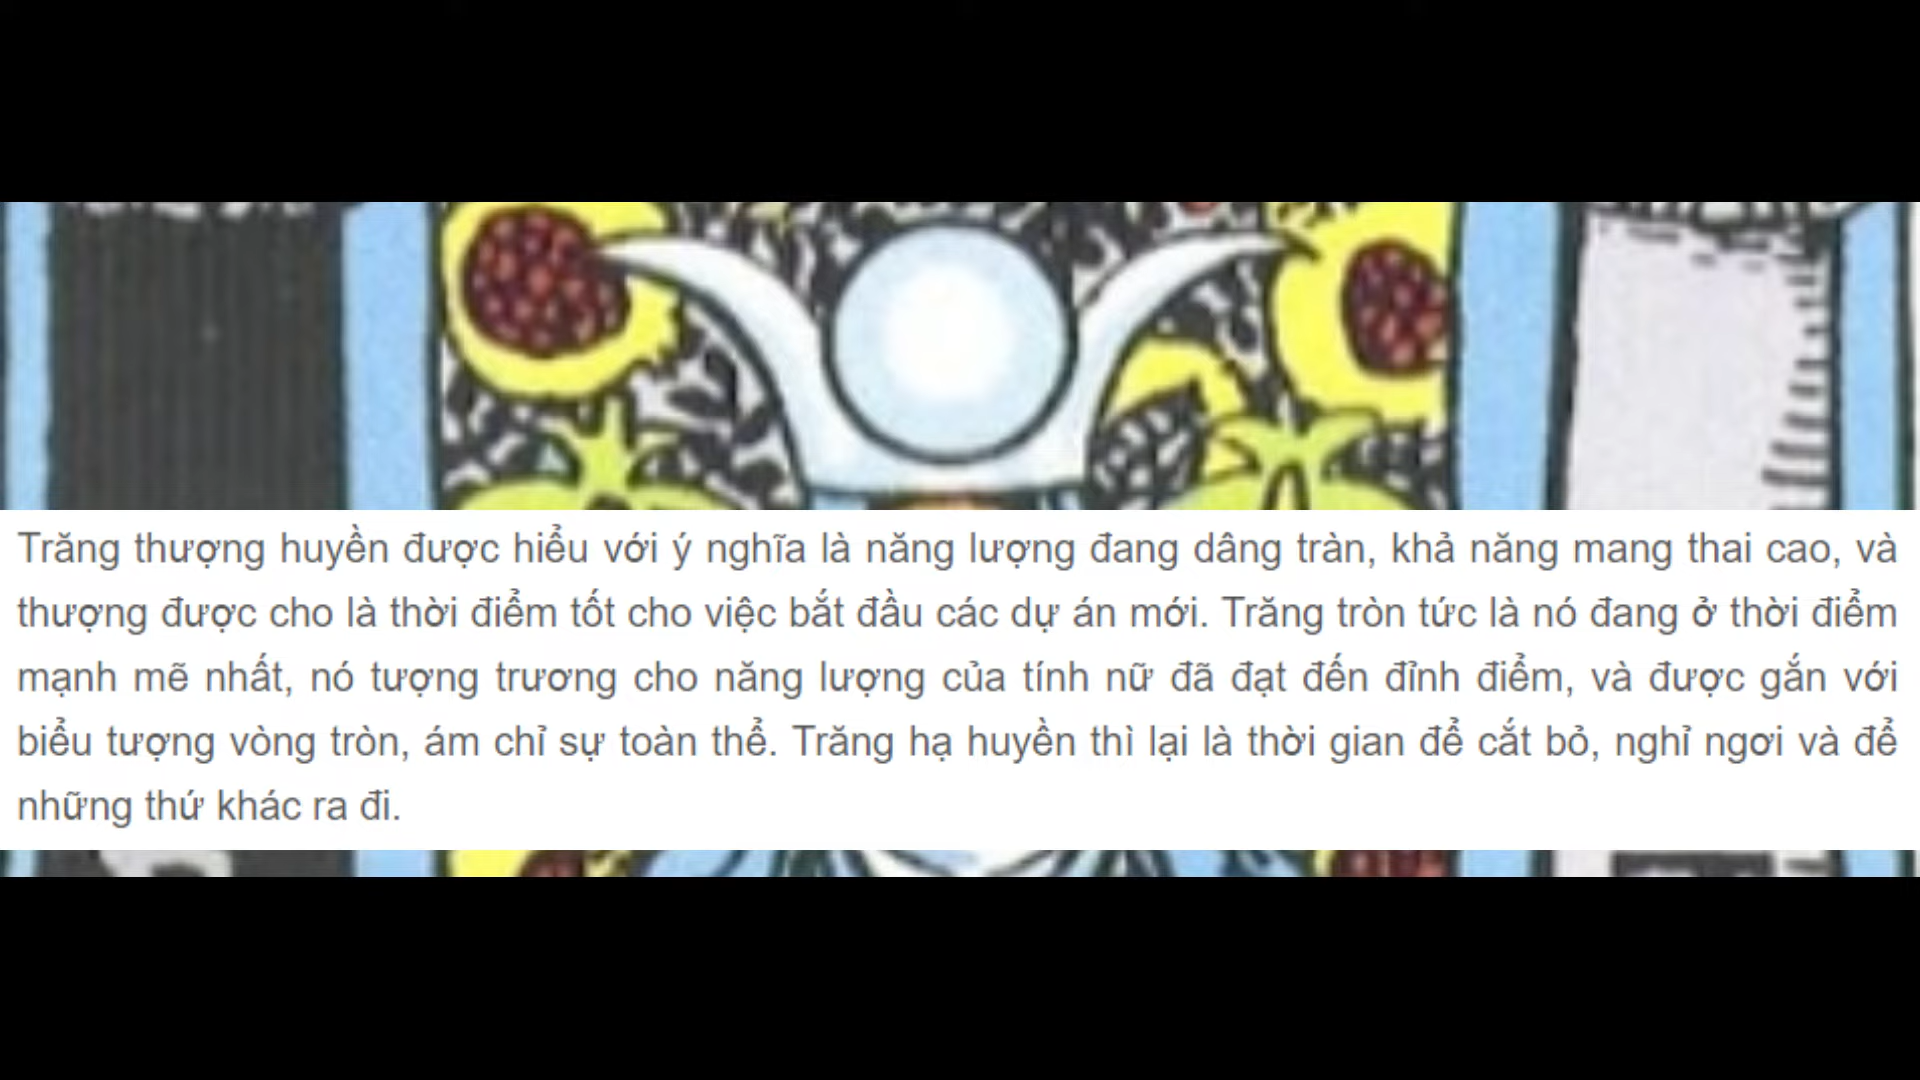 Trăng thượng huyền được hiểu với ý nghĩa là năng lượng đang dâng tràn, khả năng mang thai cao, và
thượng được cho là thời điểm tốt cho việc bắt đầu các dự án mới. Trăng tròn tức là nó đang ở thời điểm
mạnh mẽ nhất, nó tượng trương cho năng lượng của tính nữ đã đạt đến đỉnh điểm, và được gắn với
biểu tượng vòng tròn, ám chỉ sự toàn thể. Trăng hạ huyền thì lại là thời gian để cắt bỏ, nghỉ ngơi và để
những thứ khác ra đi.